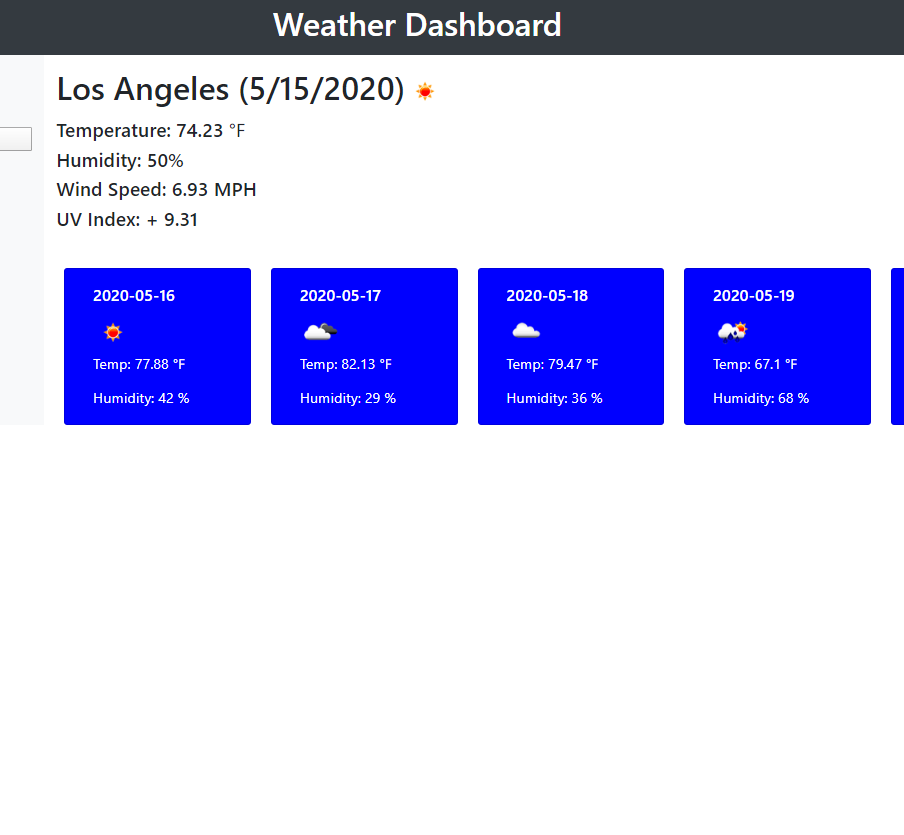 Weather Dashboard
Los Angeles (5/15/2020)
Temperature: 74.23 °F
Humidity: 50%
Wind Speed: 6.93 MPH
UV Index: + 9.31
2020-05-16
Temp: 77.88 °F
Humidity: 42 %
2020-05-17
Temp: 82.13 °F
Humidity: 29 %
2020-05-18
Temp: 79.47 °F
Humidity: 36 %
2020-05-19
Temp: 67.1 °F
Humidity: 68 %